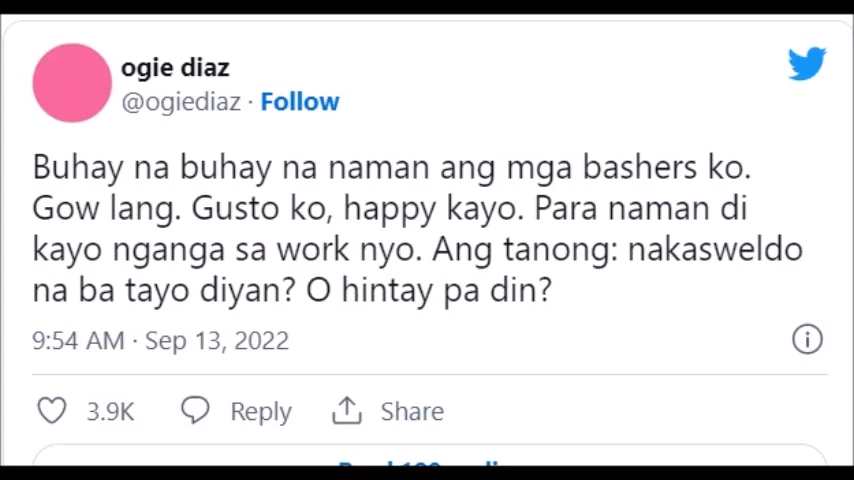 ogie diaz
@ogiediaz · Follow
Buhay na buhay na naman ang mga bashers ko.
Gow lang. Gusto ko, happy kayo. Para naman di
kayo nganga sa work nyo. Ang tanong: nakasweldo
na ba tayo diyan? O hintay pa din?
9:54 AM · Sep 13, 2022
3.9K Reply Share